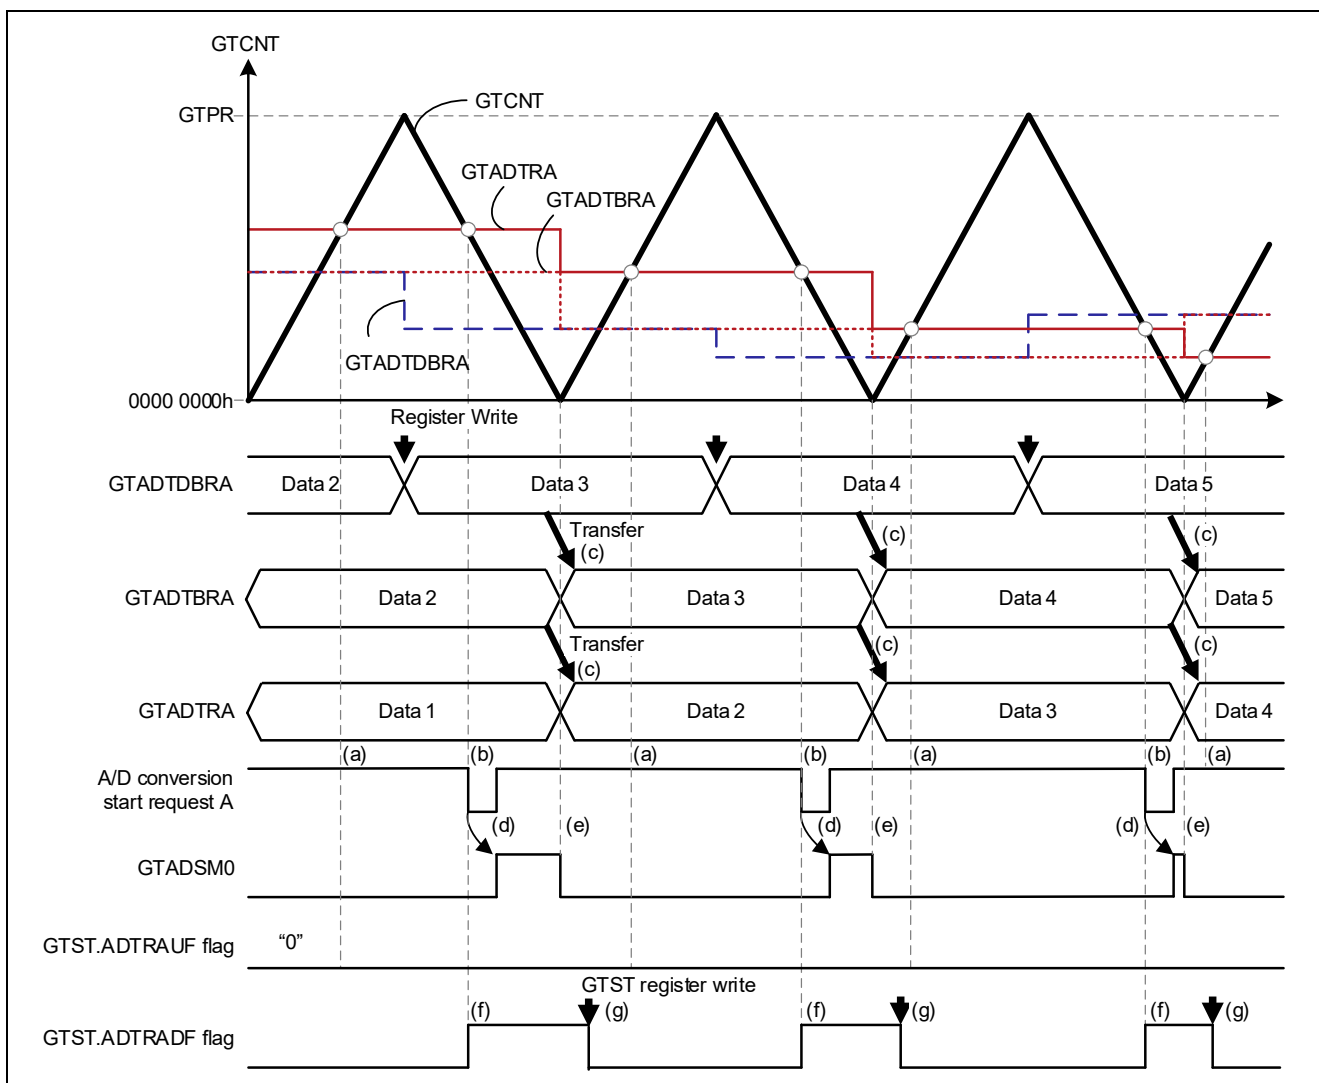 GTCNT
GTPR
GTCNT
GTADTRA
GTADTBRA
GTADTDBRA
0000 0000h
Register Write
GTADTDBRA
Data 2
Data 3
Data 4
Data 5
Transfer
(c)
(c)
(c)
GTADTBRA
Data 2
Data 3
Data 4
Data 5
Transfer
(c)
(c)
(c)
GTADTRA
Data 1
Data 2
Data 3
Data 4
(a)
(b)
(a)
(b)
(a)
(b)
(a)
A/D conversion
start request A
(d)
(e)
(d)
(e)
(d)
(e)
GTADSM0
GTST.ADTRAUF flag
“0”
GTST register write
(f)
(g)
(f)
(g)
(f)
(g)
GTST.ADTRADF flag